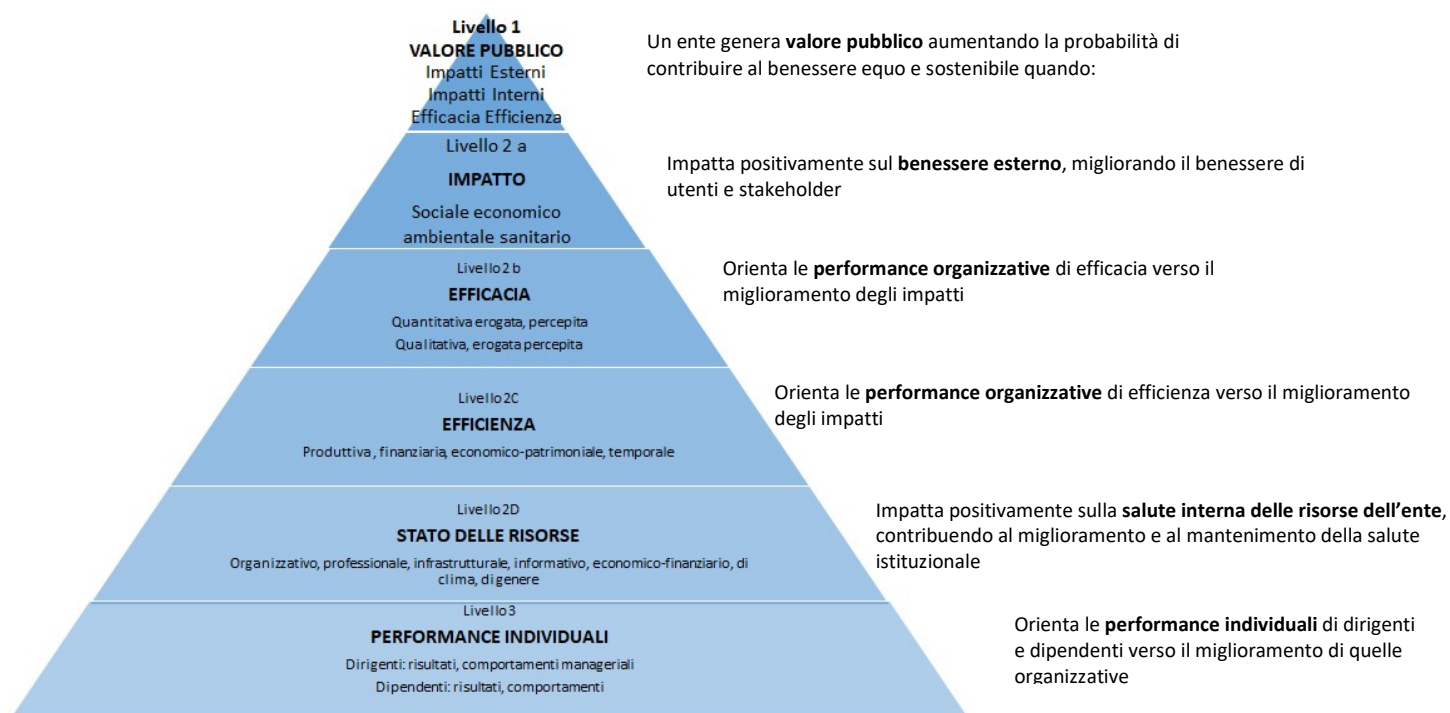 Livello 1
VALORE PUBBLICO
Impatti Esterni
Impatti Interni
Efficacia Efficienza
Un ente genera valore pubblico aumentando la probabilità di
contribuire al benessere equo e sostenibile quando:
Livello 2 a
IMPATTO
Sociale economico
ambientale sanitario
Impatta positivamente sul benessere esterno, migliorando il benessere di
utenti e stakeholder
Livello 2 b
EFFICACIA
Quantitativa erogata, percepita
Qualitativa, erogata percepita
Orienta le performance organizzative di efficacia verso il
miglioramento degli impatti
Livello 2C
EFFICIENZA
Produttiva , finanziaria, economico-patrimoniale, temporale
Orienta le performance organizzative di efficienza verso il miglioramento
degli impatti
Livello 2D
STATO DELLE RISORSE
Organizzativo, professionale, infrastrutturale, informativo, economico-finanziario, di
clima, di genere
Impatta positivamente sulla salute interna delle risorse dell'ente,
contribuendo al miglioramento e al mantenimento della salute
istituzionale
Livello 3
PERFORMANCE INDIVIDUALI
Dirigenti: risultati, comportamenti manageriali
Dipendenti: risultati, comportamenti
Orienta le performance individuali di dirigenti
e dipendenti verso il miglioramento di quelle
organizzative